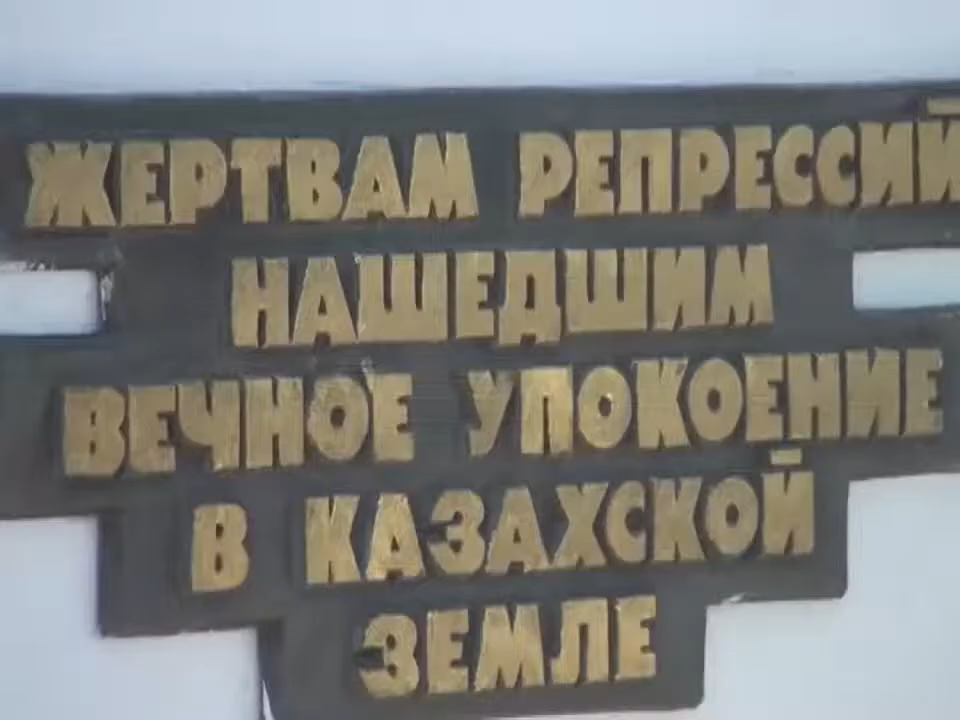 ЖЕРТВАМ РЕПРЕССИЙ
НАШЕДШИМ
ВЕЧНОЕ УПОКОЕНИЕ
В КАЗАХСКОЙ
ЗЕМЛЕ